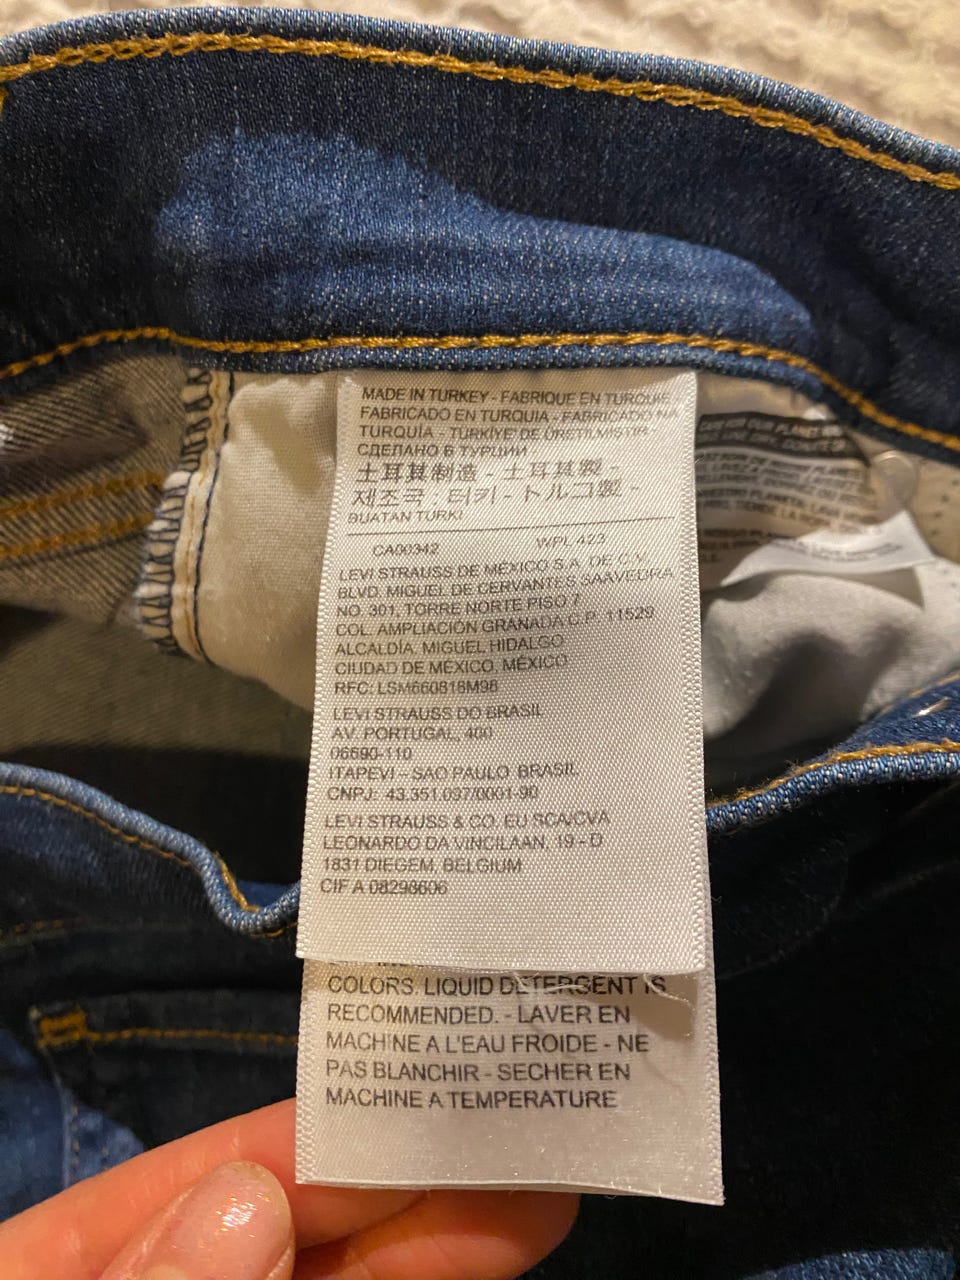 MADE IN TURKEY - FABRIQUE EN TURQUIE
FABRICADO EN TURQUIA - FABRICADO NA
TURQUÍA - TÜRKİYE' DE ÜRETİLMİŞTİR -
СДЕЛАНО В ТУРЦИИ
土耳其制造 - 土耳其製 -
제조국 : 터키 - トルコ製 -
BUATAN TURKI
CA00342 WPL 423
LEVI STRAUSS DE MÉXICO S.A. DE C.V.
BLVD. MIGUEL DE CERVANTES SAAVEDRA
NO. 301, TORRE NORTE PISO 7
COL. AMPLIACIÓN GRANADA C.P. 11529
ALCALDÍA. MIGUEL HIDALGO
CIUDAD DE MÉXICO, MÉXICO
RFC: LSM660818M98
LEVI STRAUSS DO BRASIL
AV. PORTUGAL, 400
06690-110
ITAPEVI - SAO PAULO BRASIL
CNPJ: 43.351.097/0001-90
LEVI STRAUSS & CO. EU SCA/CVA
LEONARDO DA VINCILAAN, 19 - D
1831 DIEGEM, BELGIUM
CIF A 08298606
COLORS. LIQUID DETERGENT IS
RECOMMENDED. - LAVER EN
MACHINE A L'EAU FROIDE - NE
PAS BLANCHIR - SECHER EN
MACHINE A TEMPERATURE